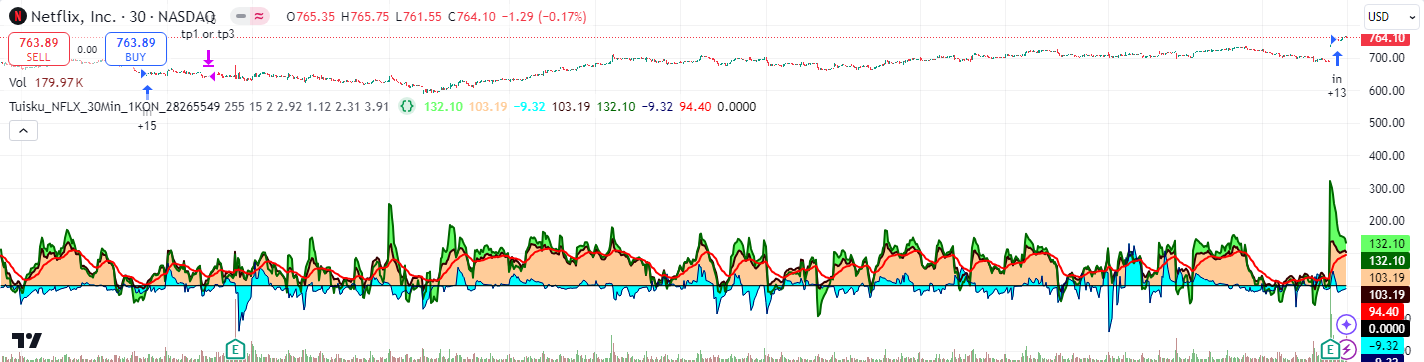 Netflix, Inc. · 30 · NASDAQ O765.35 H765.75 L761.55 C764.10 −1.29 (−0.17%)
USD
tp1 or tp3
763.89
SELL
0.00
763.89
BUY
764.10
700.00
Vol 179.97 K
in
+13
600.00
Tuisku_NFLX_30Min_1KON_28265549 255 15 2 2.92 1.12 2.31 3.91 132.10 103.19 −9.32 103.19 132.10 −9.32 94.40 0.0000
in
+15
500.00
400.00
300.00
200.00
132.10
132.10
103.19
103.19
94.40
0.0000
−9.32
E
E